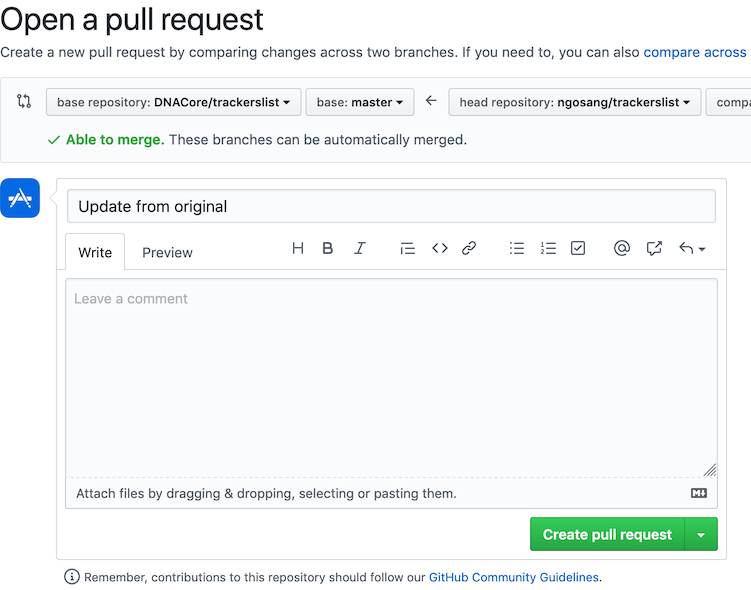 Open a pull request
Create a new pull request by comparing changes across two branches. If you need to, you can also compare across
base repository: DNACore/trackerslist base: master head repository: ngosang/trackerslist compa
Able to merge. These branches can be automatically merged.
Update from original
Write Preview
Leave a comment
Attach files by dragging & dropping, selecting or pasting them.
Create pull request
Remember, contributions to this repository should follow our GitHub Community Guidelines.